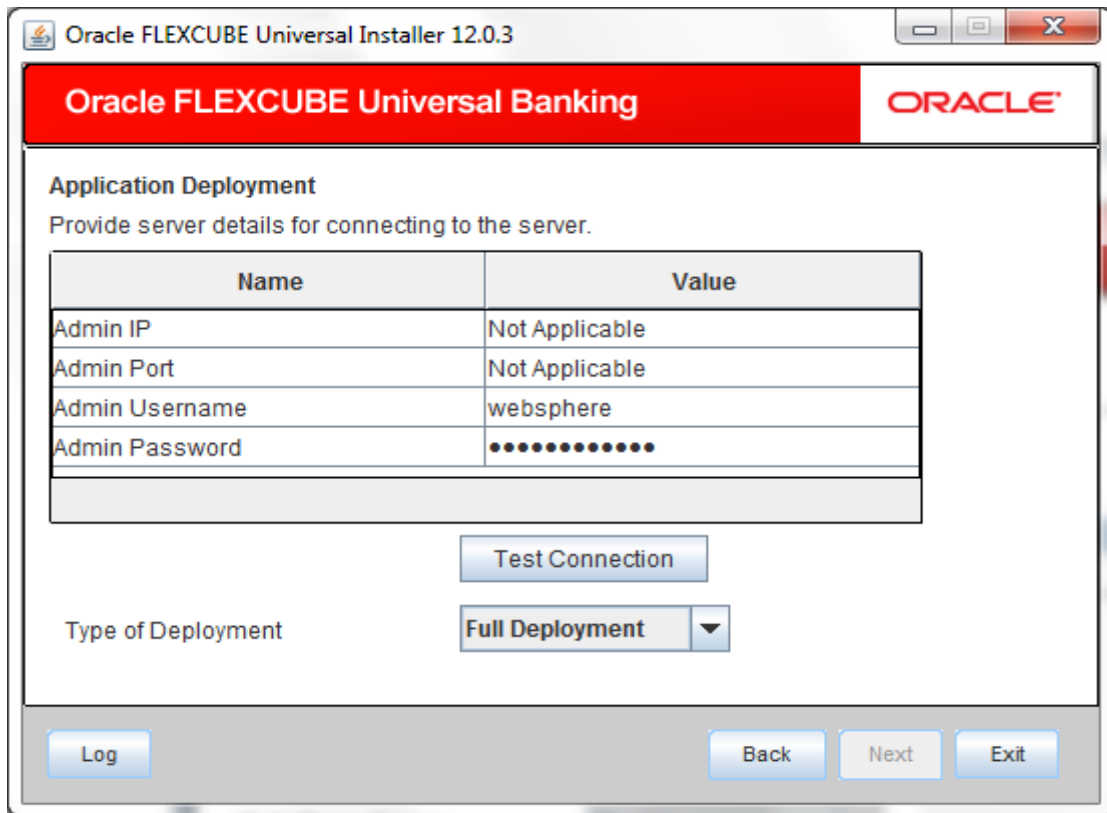 Oracle FLEXCUBE Universal Installer 12.0.3
Oracle FLEXCUBE Universal Banking
ORACLE
Application Deployment
Provide server details for connecting to the server.
Name Value
Admin IP Not Applicable
Admin Port Not Applicable
Admin Username websphere
Admin Password ••••••••••••
Test Connection
Type of Deployment Full Deployment
Log Back Next Exit